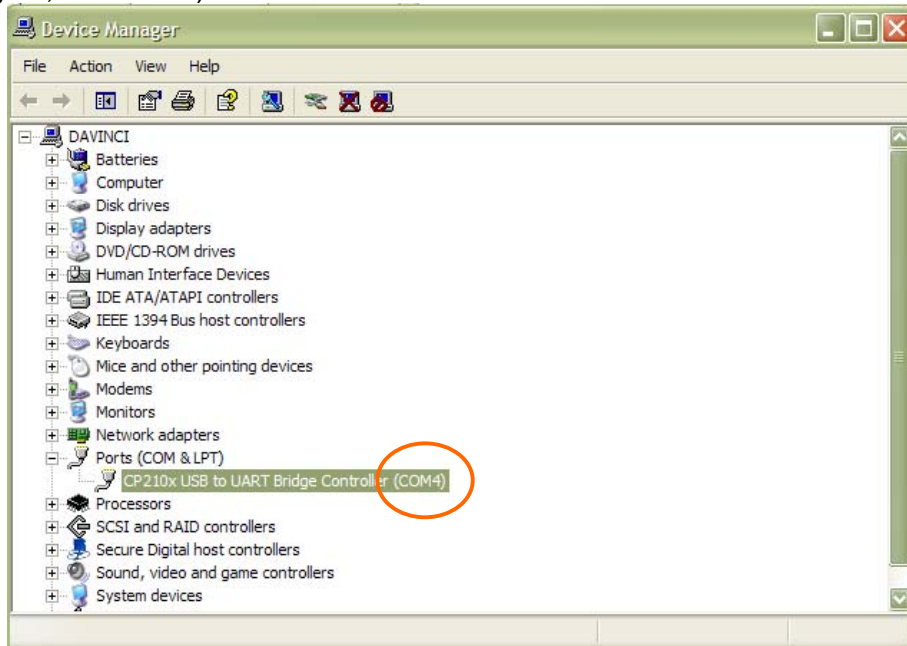 Device Manager
File Action View Help
DAVINCI
Batteries
Computer
Disk drives
Display adapters
DVD/CD-ROM drives
Human Interface Devices
IDE ATA/ATAPI controllers
IEEE 1394 Bus host controllers
Keyboards
Mice and other pointing devices
Modems
Monitors
Network adapters
Ports (COM & LPT)
CP210x USB to UART Bridge Controller (COM4)
Processors
SCSI and RAID controllers
Secure Digital host controllers
Sound, video and game controllers
System devices